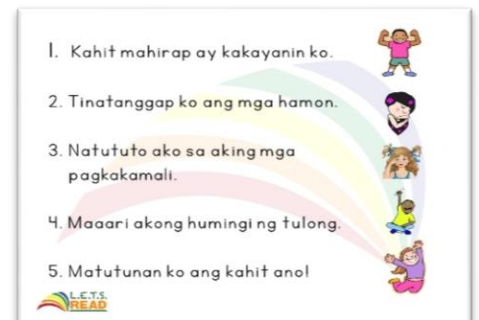 1. Kahit mahirap ay kakayanin ko.
2. Tinatanggap ko ang mga hamon.
3. Natututo ako sa aking mga
pagkakamali.
4. Maaari akong humingi ng tulong.
5. Matutunan ko ang kahit ano!
L.E.T.S.
READ